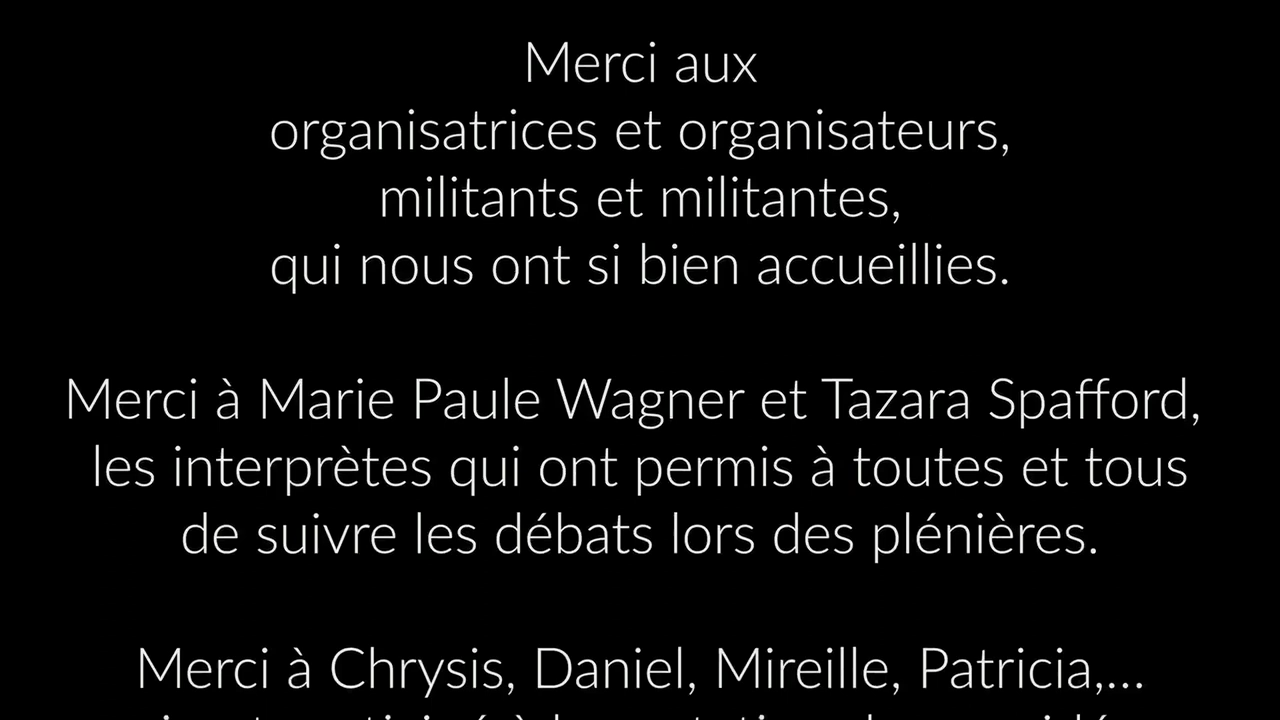 Merci aux
organisatrices et organisateurs,
militants et militantes,
qui nous ont si bien accueillies.
Merci à Marie Paule Wagner et Tazara Spafford,
les interprètes qui ont permis à toutes et tous
de suivre les débats lors des plénières.
Merci à Chrysis, Daniel, Mireille, Patricia,...